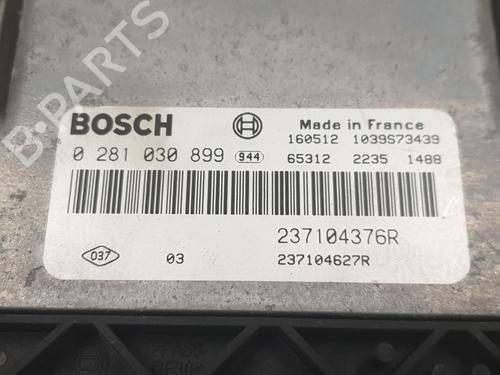 B-PARTS
BOSCH
Made in France
160512 1039S73439
0 281 030 899 944
65312 2235 1488
237104376R
037 03 237104627R